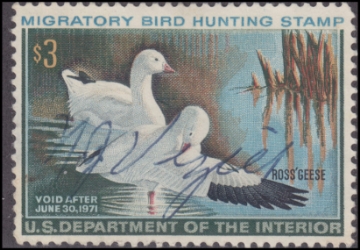 MIGRATORY BIRD HUNTING STAMP
$3
ROSS' GEESE
VOID AFTER
JUNE 30, 1971
U.S. DEPARTMENT OF THE INTERIOR